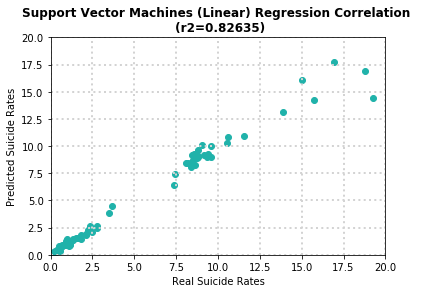 Support Vector Machines (Linear) Regression Correlation
(r2=0.82635)
20.0
17.5
15.0
12.5
10.0
7.5
5.0
2.5
0.0
Predicted Suicide Rates
0.0 2.5 5.0 7.5 10.0 12.5 15.0 17.5 20.0
Real Suicide Rates